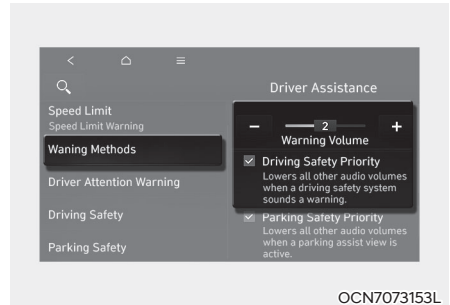 Driver Assistance
Speed Limit
Speed Limit Warning
Waning Methods
Driver Attention Warning
Driving Safety
Parking Safety
- 2 +
Warning Volume
Driving Safety Priority
Lowers all other audio volumes
when a driving safety system
sounds a warning.
Parking Safety Priority
Lowers all other audio volumes
when a parking assist view is
active.
OCN7073153L